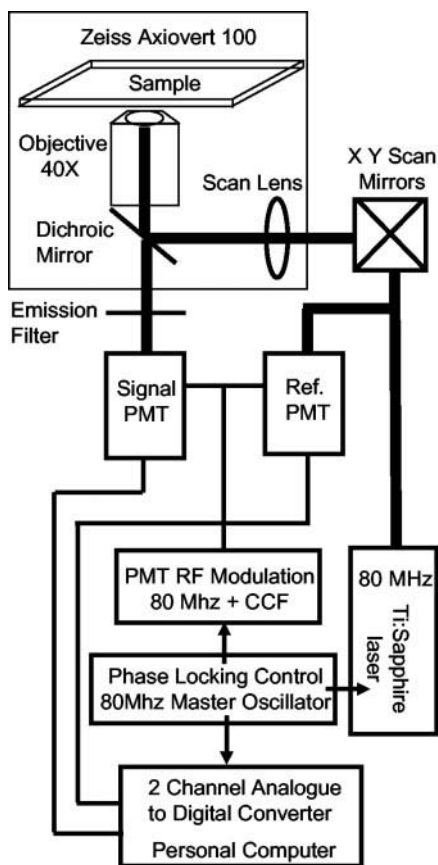 Zeiss Axiovert 100
Sample
Objective
40X
Scan Lens
X Y Scan
Mirrors
Dichroic
Mirror
Emission
Filter
Signal
PMT
Ref.
PMT
PMT RF Modulation
80 Mhz + CCF
80 MHz
Ti:Sapphire
laser
Phase Locking Control
80Mhz Master Oscillator
2 Channel Analogue
to Digital Converter
Personal Computer